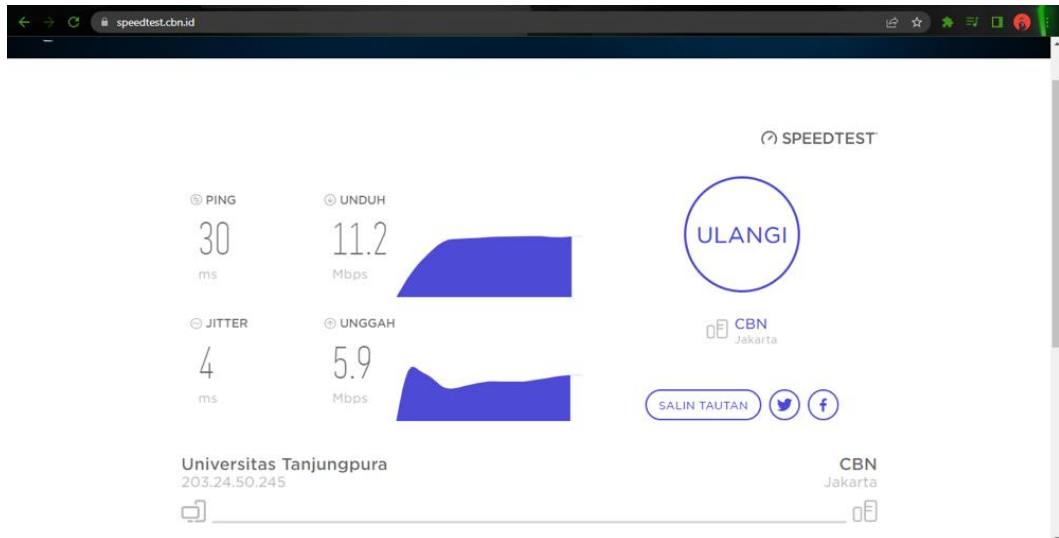 speedtest.cbn.id
SPEEDTEST
PING
30
ms
UNDUH
11.2
Mbps
ULANGI
JITTER
4
ms
UNGGAH
5.9
Mbps
CBN
Jakarta
SALIN TAUTAN
Universitas Tanjungpura
203.24.50.245
CBN
Jakarta